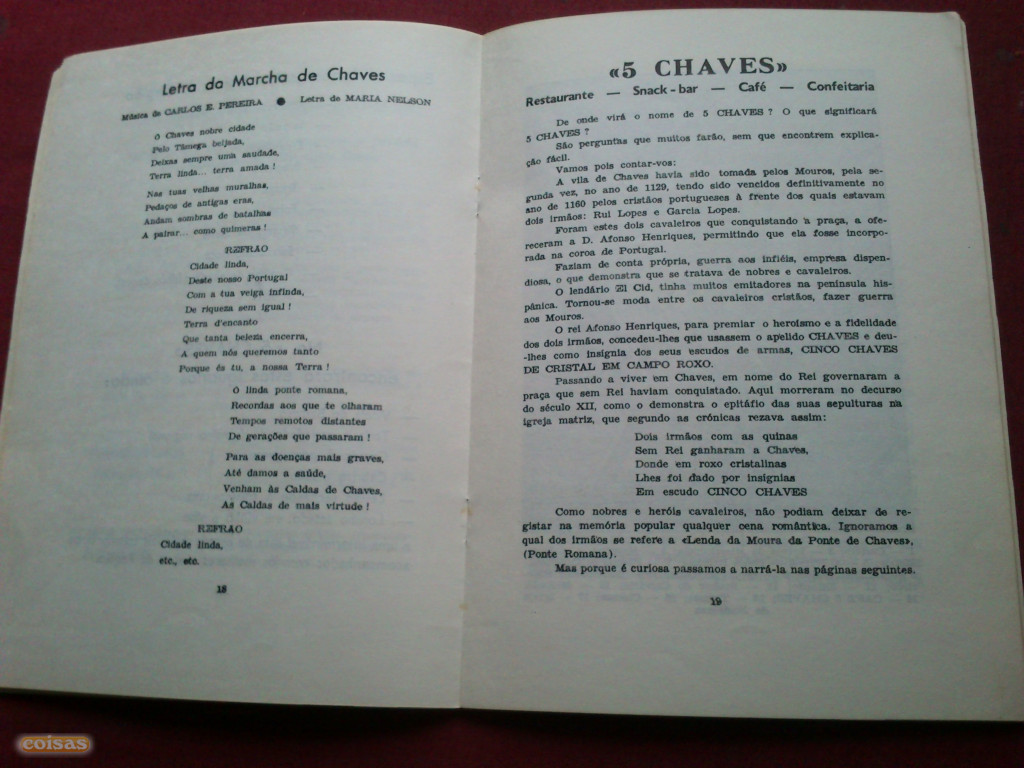 Letra da Marcha de Chaves
Música de CARLOS E. PEREIRA ● Letra de MARIA NELSON
Ó Chaves nobre cidade
Pelo Tâmega beijada,
Deixas sempre uma saudade,
Terra linda... terra amada !
Nas tuas velhas muralhas,
Pedaços de antigas eras,
Andam sombras de batalhas
A pairar... como quimeras !
REFRAO
Cidade linda,
Deste nosso Portugal
Com a tua veiga infinda,
De riqueza sem igual !
Terra d'encanto
Que tanta beleza encerra,
A quem nós queremos tanto
Porque és tu, a nossa Terra !
Ó linda ponte romana,
Recordas aos que te olharam
Tempos remotos distantes
De gerações que passaram !
Para as doenças mais graves,
Até damos a saúde,
Venham às Caldas de Chaves,
As Caldas de mais virtude !
REFRAO
Cidade linda,
etc., etc.
18
«5 CHAVES»
Restaurante — Snack-bar — Café — Confeitaria
De onde virá o nome de 5 CHAVES ? O que significará
5 CHAVES ?
São perguntas que muitos farão, sem que encontrem explica-
ção fácil.
Vamos pois contar-vos:
A vila de Chaves havia sido tomada pelos Mouros, pela se-
gunda vez, no ano de 1129, tendo sido vencidos definitivamente no
ano de 1160 pelos cristãos portugueses à frente dos quais estavam
dois irmãos: Rui Lopes e Garcia Lopes.
Foram estes dois cavaleiros que conquistando a praça, a ofe-
receram a D. Afonso Henriques, permitindo que ela fosse incorpo-
rada na coroa de Portugal.
Faziam de conta própria, guerra aos infiéis, empresa dispen-
diosa, o que demonstra que se tratava de nobres e cavaleiros.
O lendário El Cid, tinha muitos emitadores na península his-
pânica. Tornou-se moda entre os cavaleiros cristãos, fazer guerra
aos Mouros.
O rei Afonso Henriques, para premiar o heroísmo e a fidelidade
dos dois irmãos, concedeu-lhes que usassem o apelido CHAVES e deu-
-lhes como insígnia dos seus escudos de armas, CINCO CHAVES
DE CRISTAL EM CAMPO ROXO.
Passando a viver em Chaves, em nome do Rei governaram a
praça que sem Rei haviam conquistado. Aqui morreram no decurso
do século XII, como o demonstra o epitáfio das suas sepulturas na
igreja matriz, que segundo as crónicas rezava assim:
Dois irmãos com as quinas
Sem Rei ganharam a Chaves,
Donde em roxo cristalinas
Lhes foi dado por insígnias
Em escudo CINCO CHAVES
Como nobres e heróis cavaleiros, não podiam deixar de re-
gistar na memória popular qualquer cena romântica. Ignoramos a
qual dos irmãos se refere a «Lenda da Moura da Ponte de Chaves»,
(Ponte Romana).
Mas porque é curiosa passamos a narrá-la nas páginas seguintes.
19
coisas